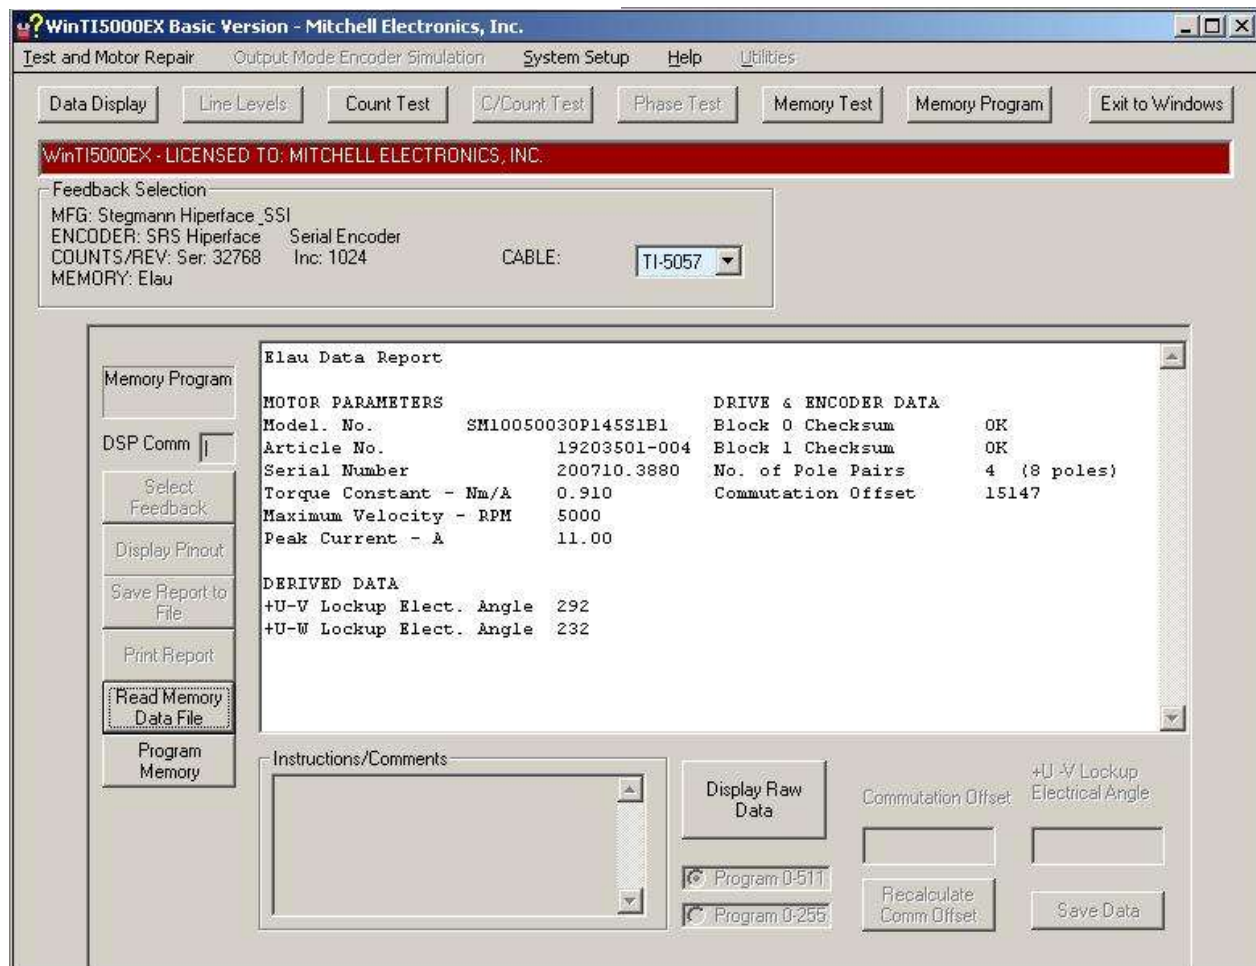 WinTI5000EX Basic Version - Mitchell Electronics, Inc.
Test and Motor Repair Output Mode Encoder Simulation System Setup Help Utilities
Data Display Line Levels Count Test C/Count Test Phase Test Memory Test Memory Program Exit to Windows
WinTI5000EX - LICENSED TO: MITCHELL ELECTRONICS, INC.
Feedback Selection
MFG: Stegmann Hiperface_SSI
ENCODER: SRS Hiperface Serial Encoder
COUNTS/REV: Ser: 32768 Inc: 1024 CABLE: TI-5057
MEMORY: Elau
Memory Program
DSP Comm |
Select
Feedback
Display Pinout
Save Report to
File
Print Report
Read Memory
Data File
Program
Memory
Elau Data Report
MOTOR PARAMETERS DRIVE & ENCODER DATA
Model. No. SM10050030P145S1B1 Block 0 Checksum OK
Article No. 19203501-004 Block 1 Checksum OK
Serial Number 200710.3880 No. of Pole Pairs 4 (8 poles)
Torque Constant - Nm/A 0.910 Commutation Offset 15147
Maximum Velocity - RPM 5000
Peak Current - A 11.00
DERIVED DATA
+U-V Lockup Elect. Angle 292
+U-W Lockup Elect. Angle 232
Instructions/Comments
Display Raw
Data
Program 0-511
Program 0-255
Commutation Offset
Recalculate
Comm Offset
+U -V Lockup
Electrical Angle
Save Data